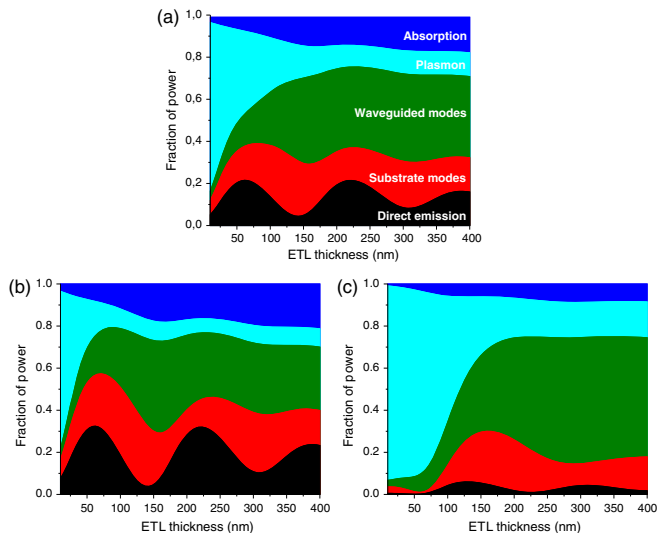 (a)
1,0
0,8
0,6
0,4
0,2
0,0
Fraction of power
Absorption
Plasmon
Waveguided modes
Substrate modes
Direct emission
50 100 150 200 250 300 350 400
ETL thickness (nm)
(b)
1.0
0.8
0.6
0.4
0.2
0.0
Fraction of power
50 100 150 200 250 300 350 400
ETL thickness (nm)
(c)
1.0
0.8
0.6
0.4
0.2
0.0
Fraction of power
50 100 150 200 250 300 350 400
ETL thickness (nm)